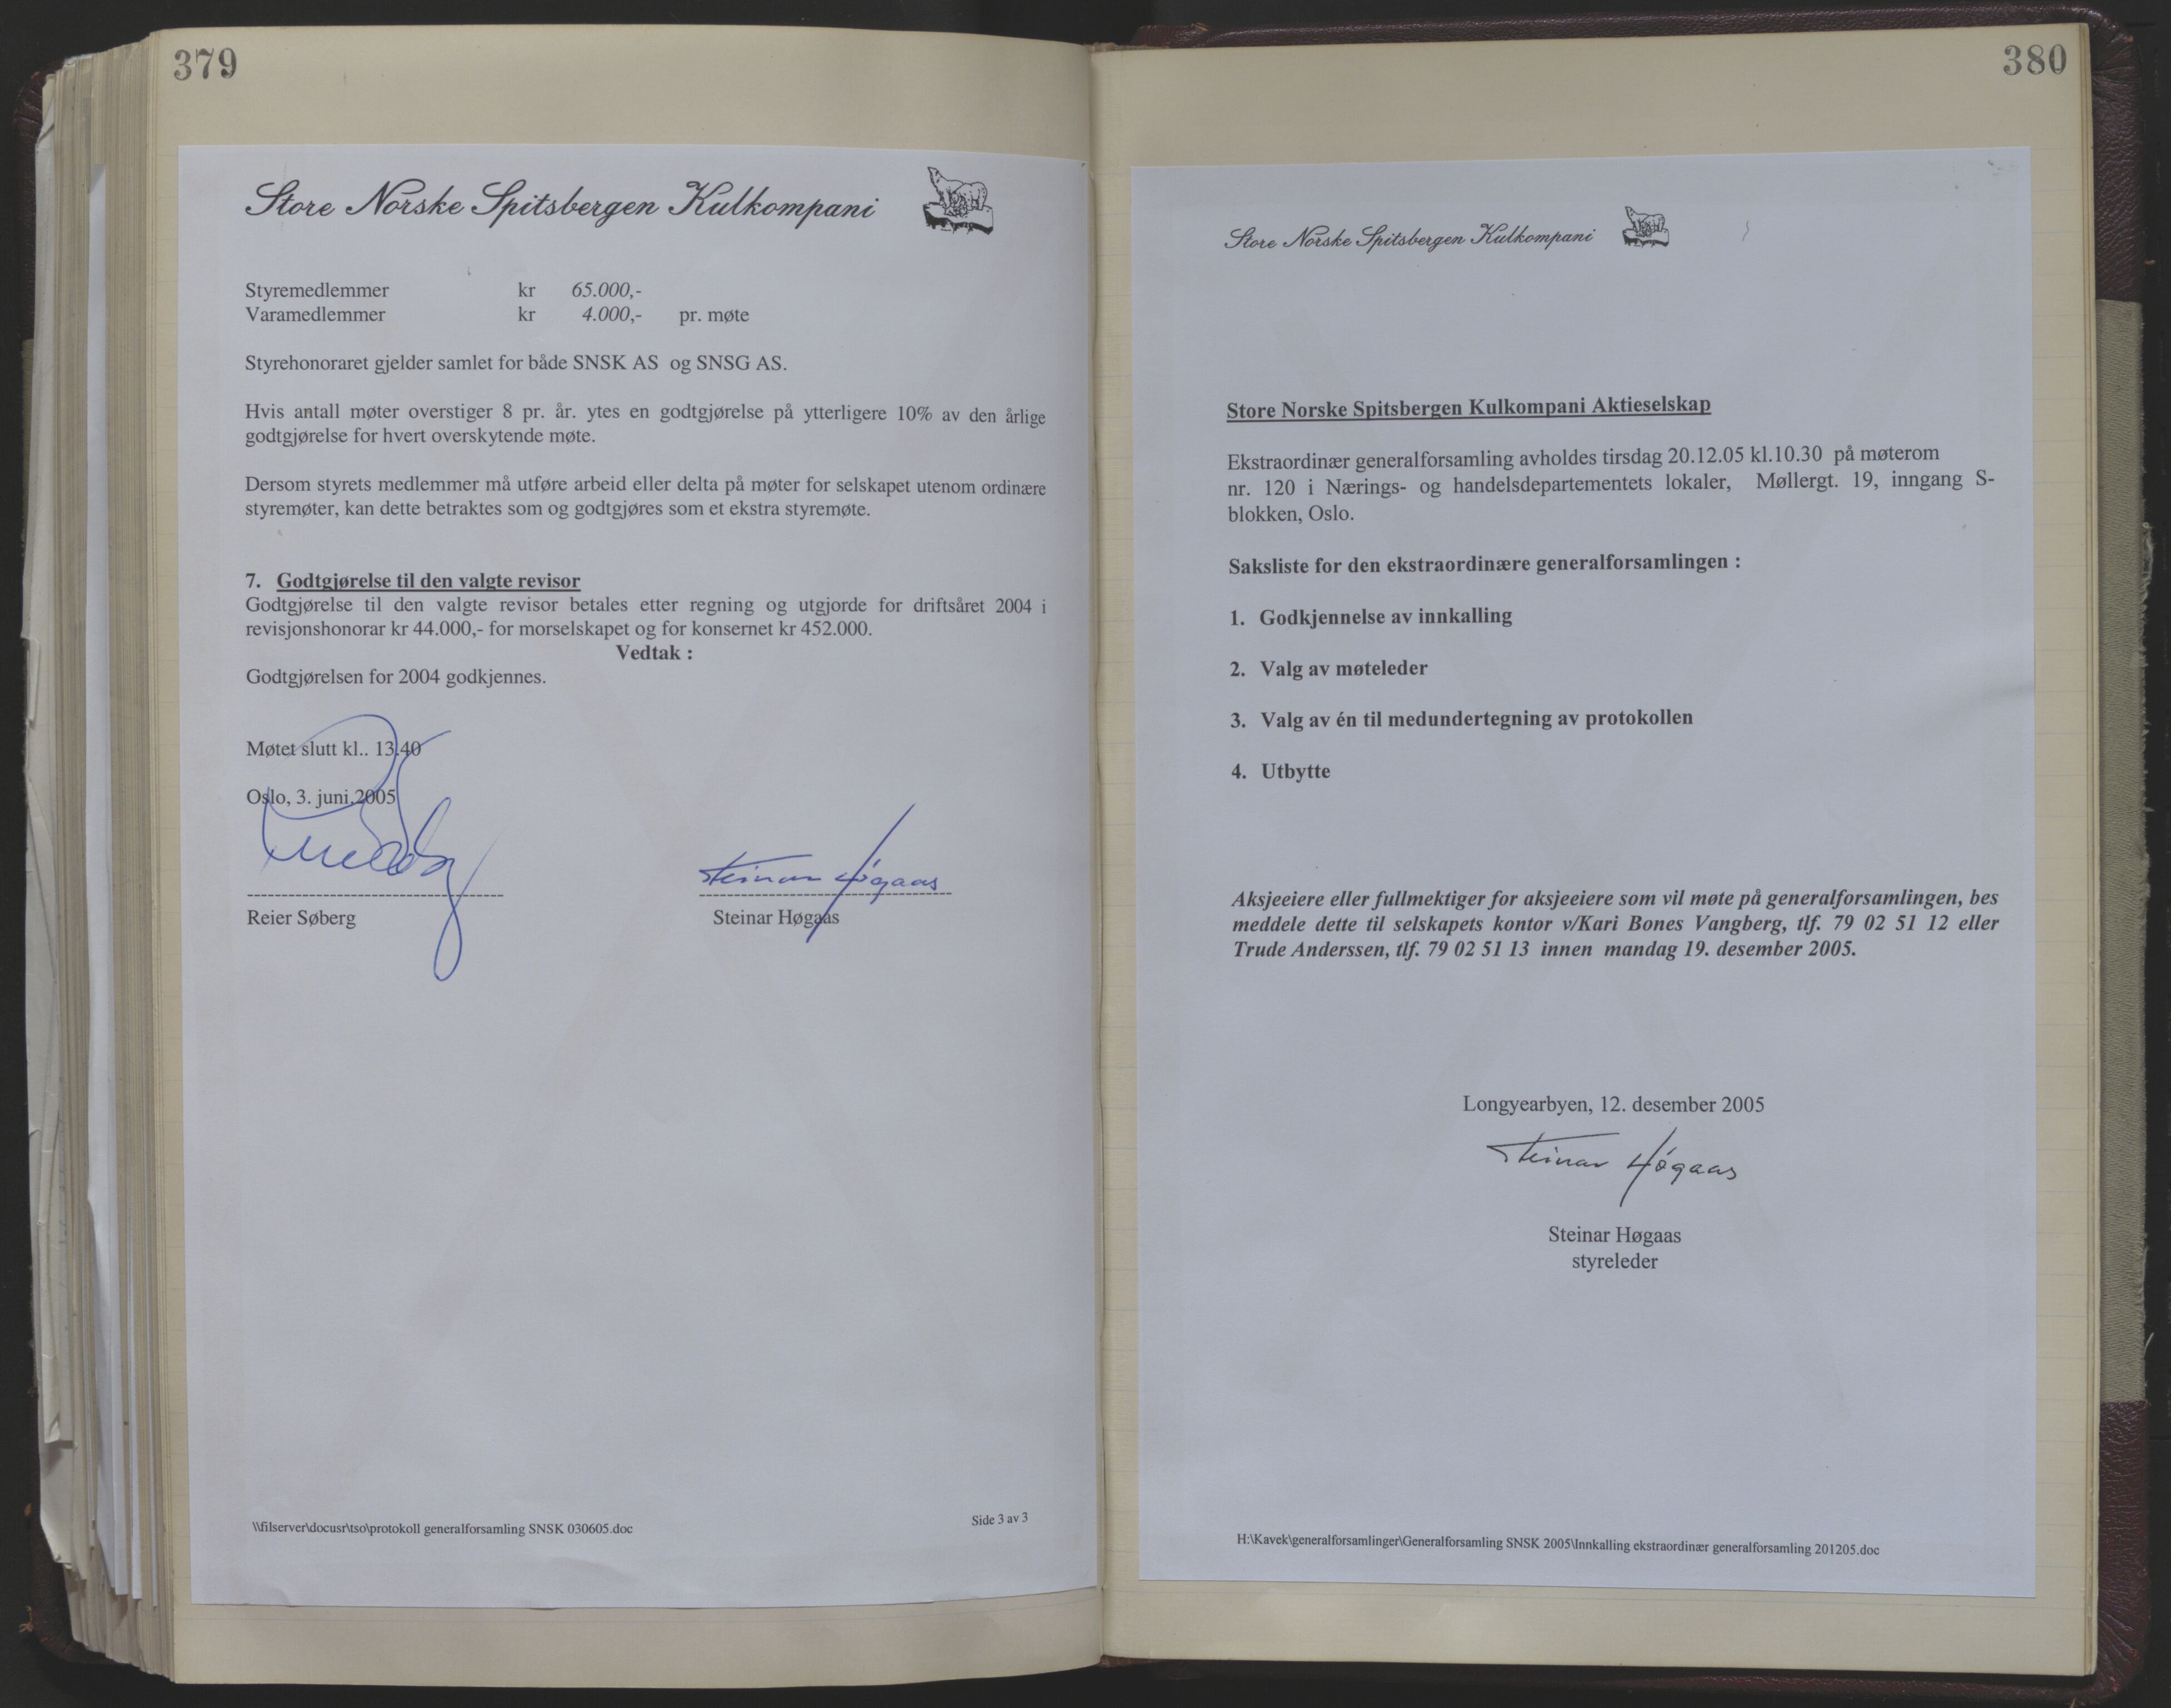 379
Store Norske Spitsbergen Kulkompani
Styremedlemmer kr 65.000,-
Varamedlemmer kr 4.000,- pr. møte
Styrehonoraret gjelder samlet for både SNSK AS og SNSG AS.
Hvis antall møter overstiger 8 pr. år. ytes en godtgjørelse på ytterligere 10% av den årlige
godtgjørelse for hvert overskytende møte.
Dersom styrets medlemmer må utføre arbeid eller delta på møter for selskapet utenom ordinære
styremøter, kan dette betraktes som og godtgjøres som et ekstra styremøte.
7. Godtgjørelse til den valgte revisor
Godtgjørelse til den valgte revisor betales etter regning og utgjorde for driftsåret 2004 i
revisjonshonorar kr 44.000,- for morselskapet og for konsernet kr 452.000.
Vedtak :
Godtgjørelsen for 2004 godkjennes.
Møtet slutt kl.. 13.40
Oslo, 3. juni.2005
Steinar Høgaas
Reier Søberg Steinar Høgaas
\\filserver\docusr\tso\protokoll generalforsamling SNSK 030605.doc Side 3 av 3
380
Store Norske Spitsbergen Kulkompani
Store Norske Spitsbergen Kulkompani Aktieselskap
Ekstraordinær generalforsamling avholdes tirsdag 20.12.05 kl.10.30 på møterom
nr. 120 i Nærings- og handelsdepartementets lokaler, Møllergt. 19, inngang S-
blokken, Oslo.
Saksliste for den ekstraordinære generalforsamlingen :
1. Godkjennelse av innkalling
2. Valg av møteleder
3. Valg av én til medundertegning av protokollen
4. Utbytte
Aksjeeiere eller fullmektiger for aksjeeiere som vil møte på generalforsamlingen, bes
meddele dette til selskapets kontor v/Kari Bones Vangberg, tlf. 79 02 51 12 eller
Trude Anderssen, tlf. 79 02 51 13 innen mandag 19. desember 2005.
Longyearbyen, 12. desember 2005
Steinar Høgaas
Steinar Høgaas
styreleder
H:\Kavek\generalforsamlinger\Generalforsamling SNSK 2005\Innkalling ekstraordinær generalforsamling 201205.doc